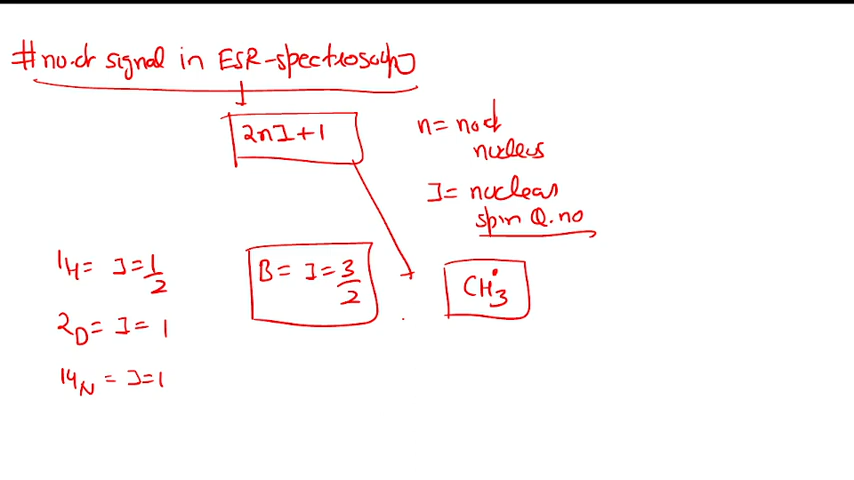 # no.of signal in ESR-spectroscopy
2nI+1
n= no of
nucleus
I= nuclear
spin Q.no
1H= I=1/2
B= I=3/2
CH3•
2D= I= 1
14N = I=1